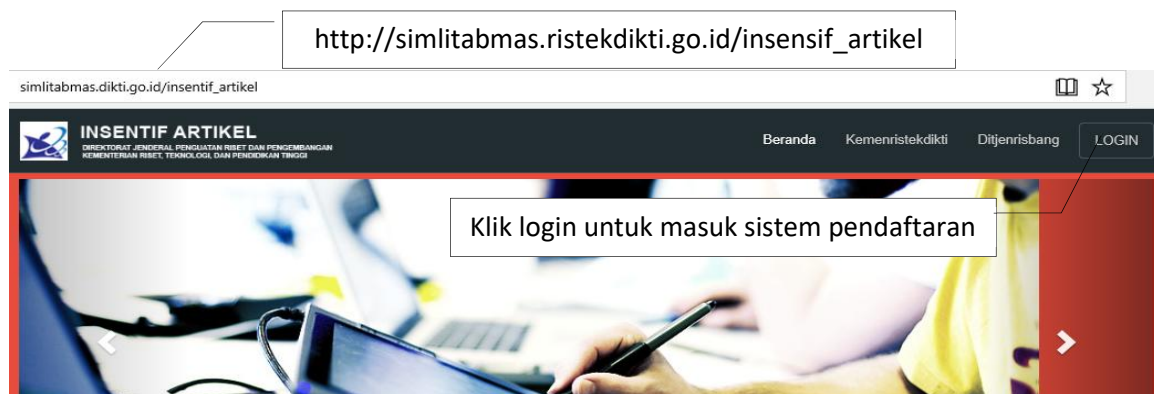 http://simlitabmas.ristekdikti.go.id/insensif_artikel
simlitabmas.dikti.go.id/insentif_artikel
INSENTIF ARTIKEL
DIREKTORAT JENDERAL PENGUATAN RISET DAN PENGEMBANGAN
KEMENTERIAN RISET, TEKNOLOGI, DAN PENDIDIKAN TINGGI
Beranda Kemenristekdikti Ditjenrisbang LOGIN
Klik login untuk masuk sistem pendaftaran